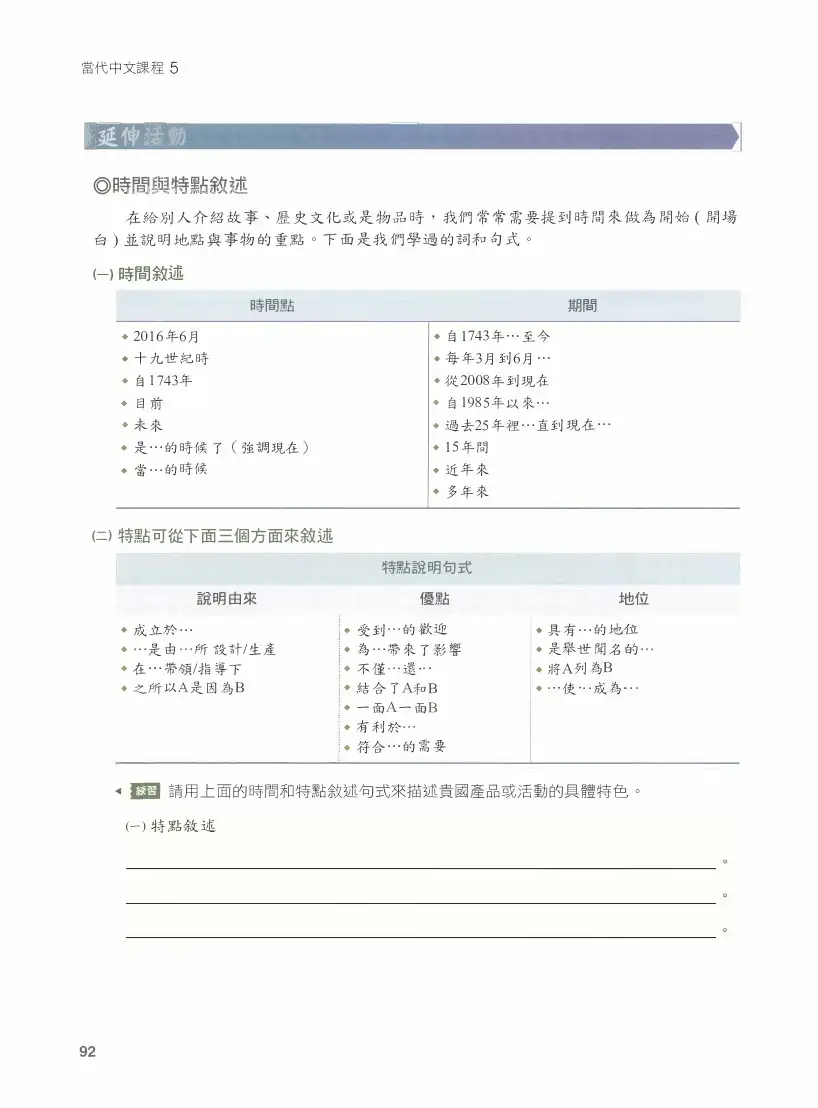 當代中文課程 5
延伸活動
◎時間與特點敘述
在給別人介紹故事、歷史文化或是物品時，我們常常需要提到時間來做為開始(開場
白)並說明地點與事物的重點。下面是我們學過的詞和句式。
(一) 時間敘述
時間點 期間
◆ 2016年6月
◆ 十九世紀時
◆ 自1743年
◆ 目前
◆ 未來
◆ 是…的時候了（強調現在）
◆ 當…的時候
◆ 自1743年…至今
◆ 每年3月到6月…
◆ 從2008年到現在
◆ 自1985年以來…
◆ 過去25年裡…直到現在…
◆ 15年間
◆ 近年來
◆ 多年來
(二) 特點可從下面三個方面來敘述
特點說明句式
說明由來 優點 地位
◆ 成立於…
◆ …是由…所 設計/生產
◆ 在…帶領/指導下
◆ 之所以A是因為B
◆ 受到…的歡迎
◆ 為…帶來了影響
◆ 不僅…還…
◆ 結合了A和B
◆ 一面A一面B
◆ 有利於…
◆ 符合…的需要
◆ 具有…的地位
◆ 是舉世聞名的…
◆ 將A列為B
◆ …使…成為…
練習 請用上面的時間和特點敘述句式來描述貴國產品或活動的具體特色。
(一) 特點敘述
。
。
。
92